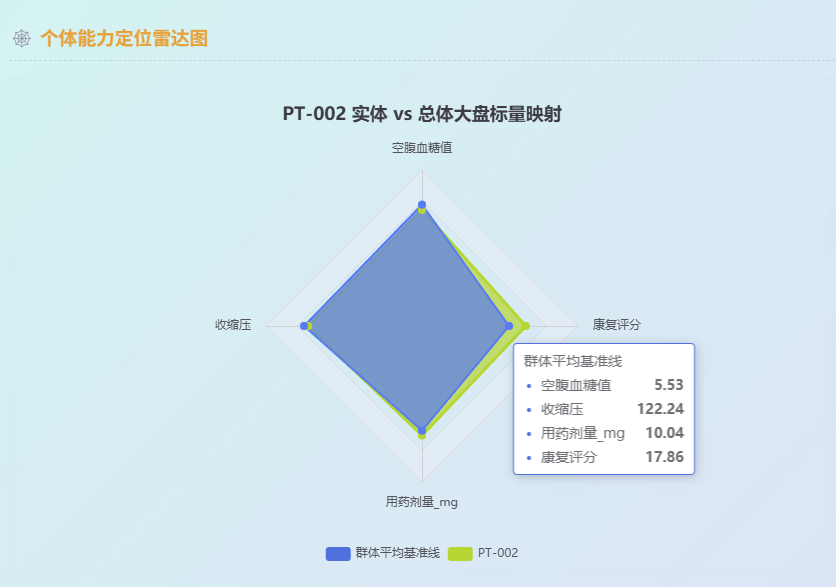 个体能力定位雷达图
PT-002 实体 vs 总体大盘标量映射
空腹血糖值
收缩压
康复评分
群体平均基准线
空腹血糖值 5.53
收缩压 122.24
用药剂量_mg 10.04
康复评分 17.86
用药剂量_mg
群体平均基准线 PT-002